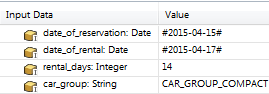 Input Data Value
date_of_reservation: Date #2015-04-15#
date_of_rental: Date #2015-04-17#
rental_days: Integer 14
car_group: String CAR_GROUP_COMPACT